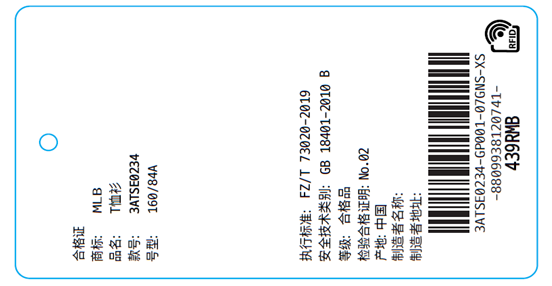 合格证
商标: MLB
品名: T恤衫
款号: 3ATSE0234
号型: 160/84A
执行标准: FZ/T 73020-2019
安全技术类别: GB 18401-2010 B
等级: 合格品
检验合格证明: No.02
产地: 中国
制造者名称:
制造者地址:
3ATSE0234-GP001-07GNS-XS
-8809938120741-
439RMB
RFID